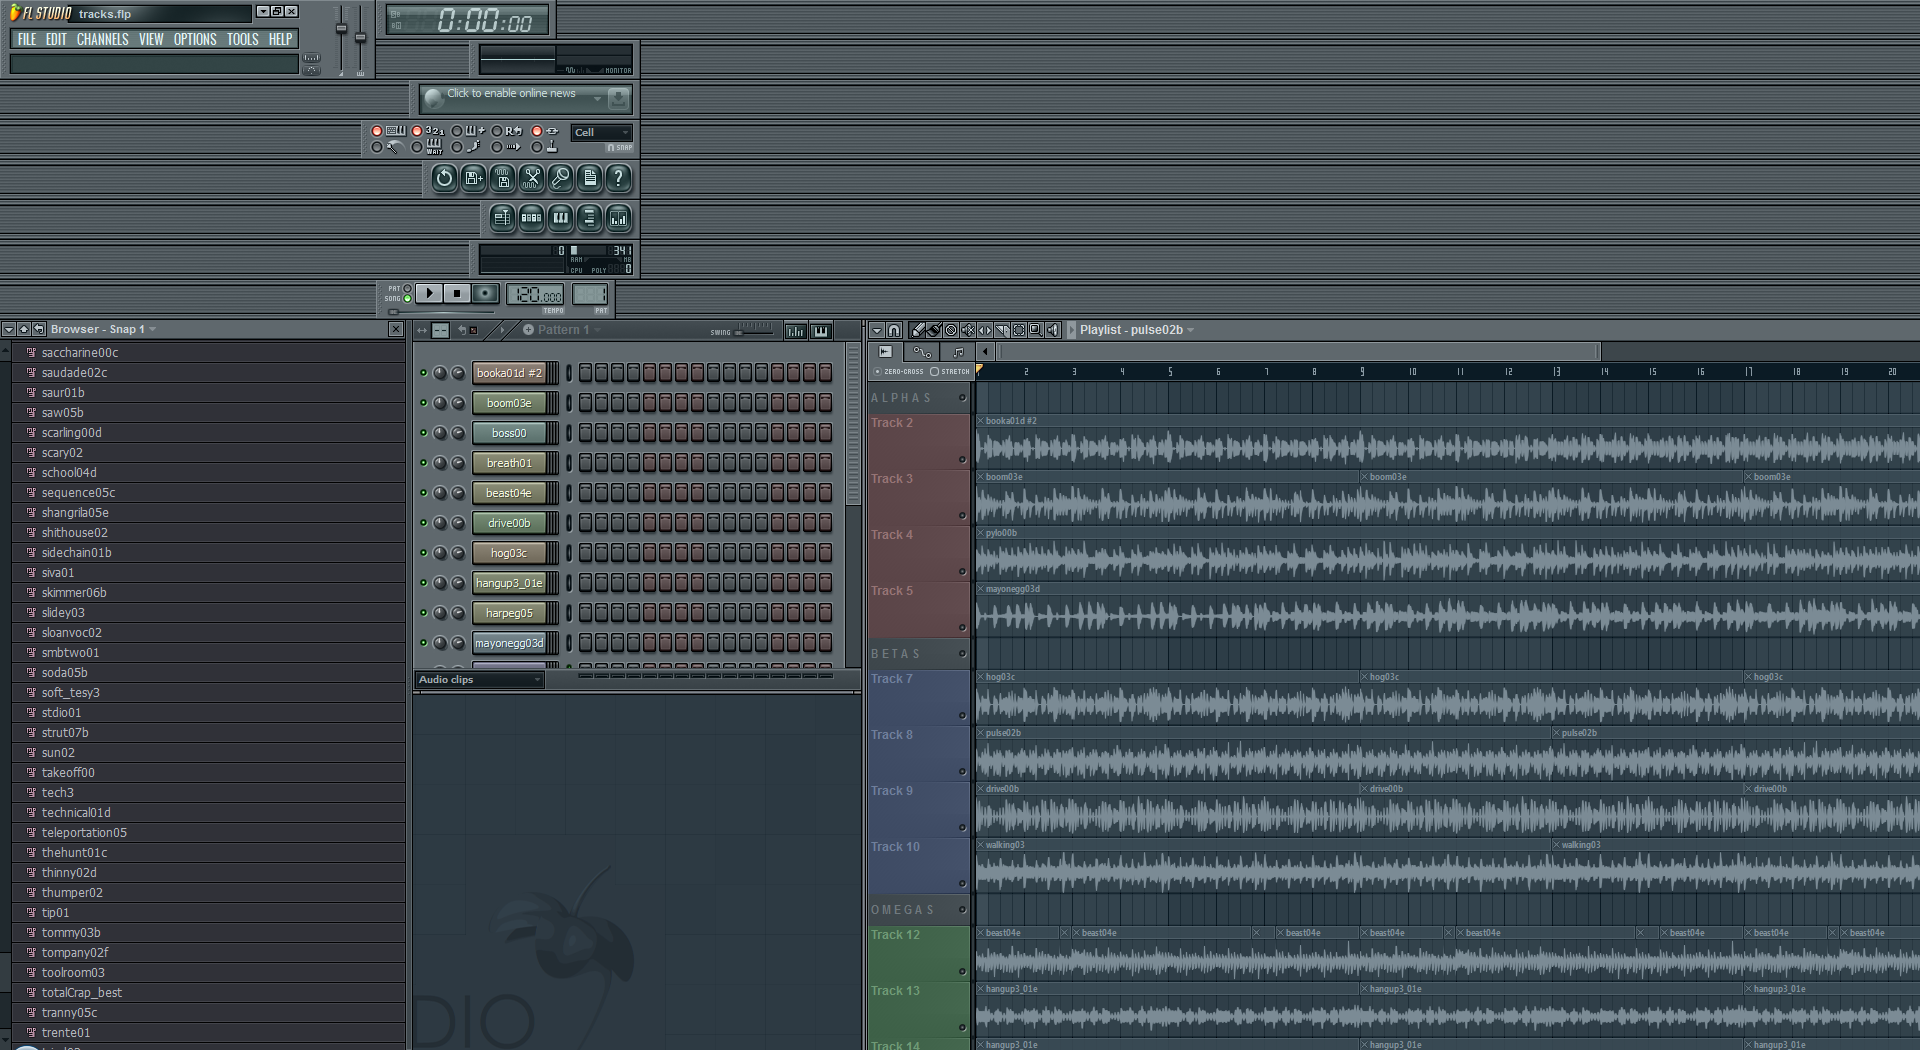 FL STUDIO
tracks.flp
FILE EDIT CHANNELS VIEW OPTIONS TOOLS HELP
0:00:00
MONITOR
Click to enable online news
321
R
WAIT
Cell
SNAP
?
0
341
RAM MB
CPU POLY 0
PAT
SONG
120.000
TEMPO
1
PAT
Browser - Snap 1
saccharine00c
saudade02c
saur01b
saw05b
scarling00d
scary02
school04d
sequence05c
shangrila05e
shithouse02
sidechain01b
siva01
skimmer06b
slidey03
sloanvoc02
smbtwo01
soda05b
soft_tesy3
stdio01
strut07b
sun02
takeoff00
tech3
technical01d
teleportation05
thehunt01c
thinny02d
thumper02
tip01
tommy03b
tompany02f
toolroom03
totalCrap_best
tranny05c
trente01
Pattern 1
SWING
booka01d #2
boom03e
boss00
breath01
beast04e
drive00b
hog03c
hangup3_01e
harpeg05
mayonegg03d
Audio clips
DIO
Playlist - pulse02b
ZERO-CROSS STRETCH
2 3 4 5 6 7 8 9 10 11 12 13 14 15 16 17 18 19 20
ALPHAS
Track 2
booka01d #2
Track 3
boom03e boom03e boom03e
Track 4
pylo00b
Track 5
mayonegg03d
BETAS
Track 7
hog03c hog03c hog03c
Track 8
pulse02b pulse02b
Track 9
drive00b drive00b drive00b
Track 10
walking03 walking03
OMEGAS
Track 12
beast04e beast04e beast04e beast04e beast04e beast04e beast04e beast04e
Track 13
hangup3_01e hangup3_01e hangup3_01e
Track 14
hangup3_01e hangup3_01e hangup3_01e